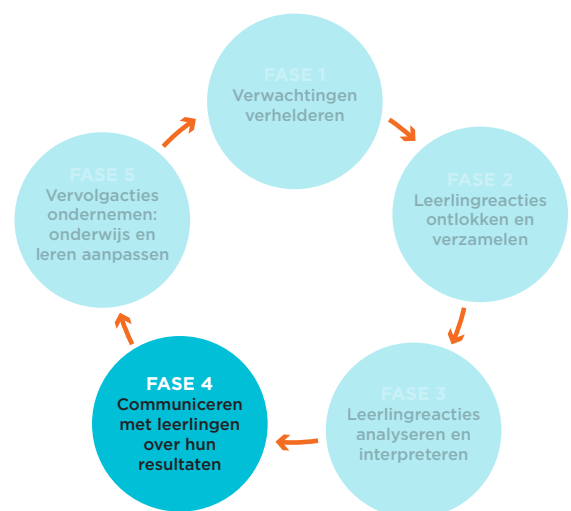 FASE 1
Verwachtingen
verhelderen
FASE 2
Leerlingreacties
ontlokken en
verzamelen
FASE 3
Leerlingreacties
analyseren en
interpreteren
FASE 4
Communiceren
met leerlingen
over hun
resultaten
FASE 5
Vervolgacties
ondernemen:
onderwijs en
leren aanpassen